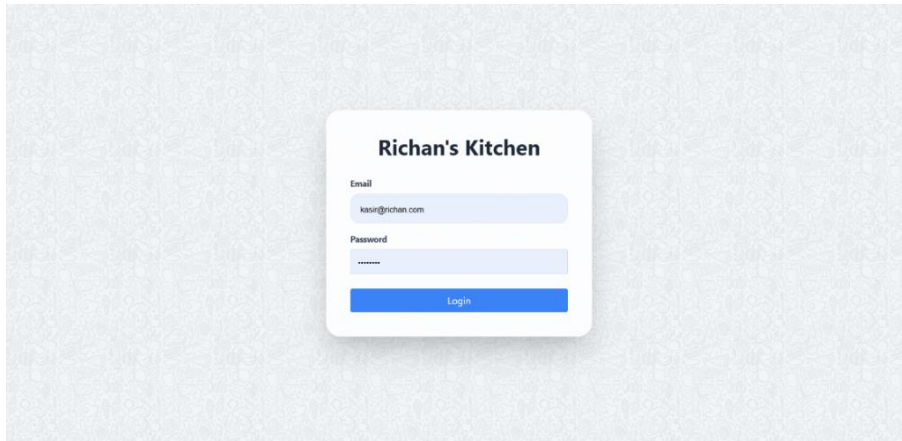 Richan's Kitchen
Email
kasir@richan.com
Password
••••••••
Login